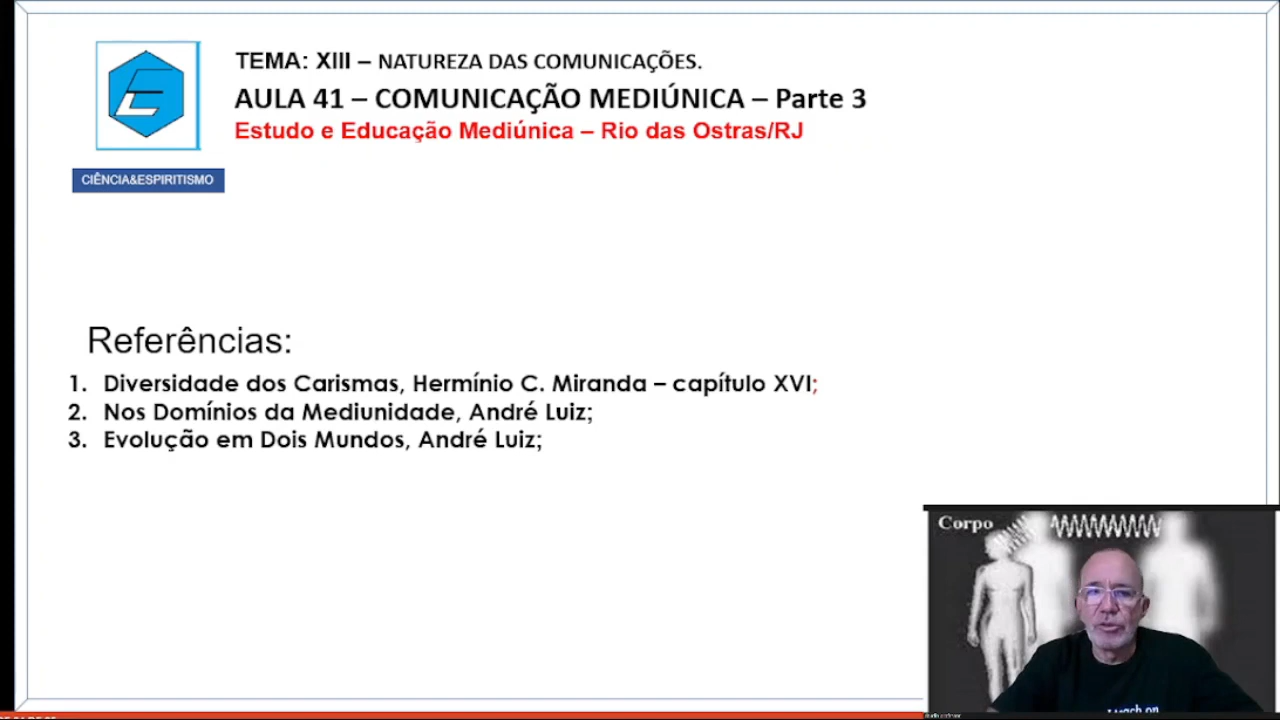 TEMA: XIII – NATUREZA DAS COMUNICAÇÕES.
AULA 41 – COMUNICAÇÃO MEDIÚNICA – Parte 3
Estudo e Educação Mediúnica – Rio das Ostras/RJ
CIÊNCIA&ESPIRITISMO
Referências:
1. Diversidade dos Carismas, Hermínio C. Miranda – capítulo XVI;
2. Nos Domínios da Mediunidade, André Luiz;
3. Evolução em Dois Mundos, André Luiz;
Corpo